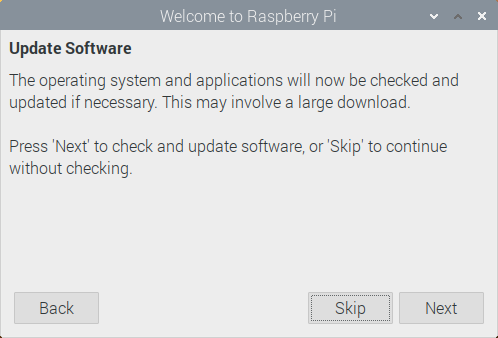 Welcome to Raspberry Pi
Update Software
The operating system and applications will now be checked and
updated if necessary. This may involve a large download.
Press 'Next' to check and update software, or 'Skip' to continue
without checking.
Back
Skip
Next